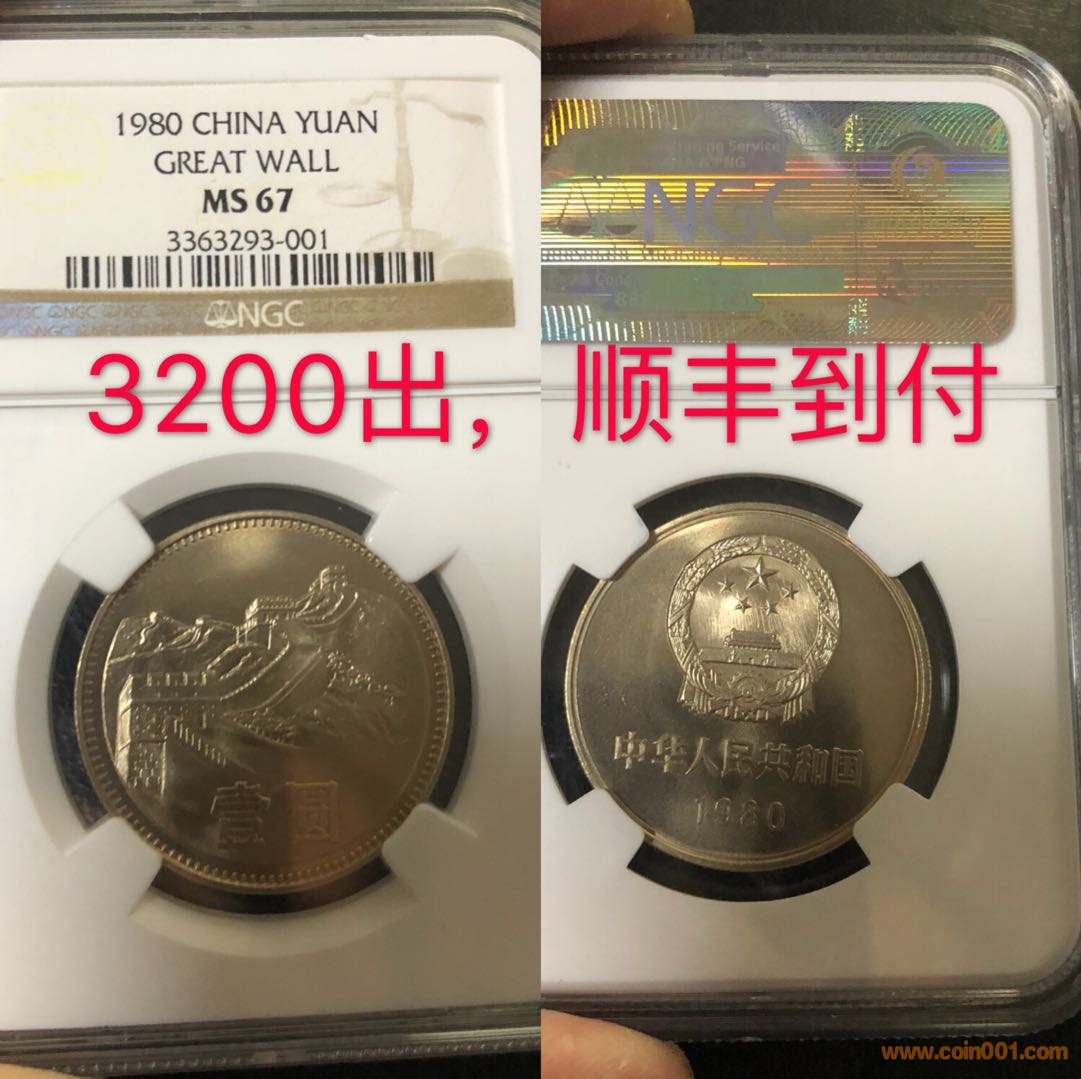 1980 CHINA YUAN
GREAT WALL
MS 67
3363293-001
NGC
NGC
3200出，顺丰到付
壹圆
中华人民共和国
1980
www.coin001.com